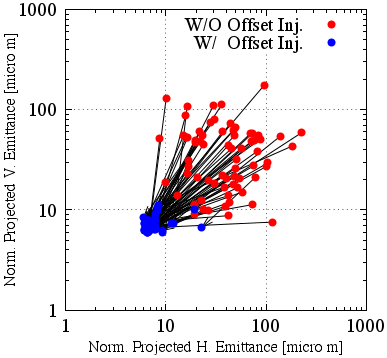 W/O Offset Inj.
W/ Offset Inj.
1000
100
10
1
1 10 100 1000
Norm. Projected V. Emittance [micro m]
Norm. Projected H. Emittance [micro m]